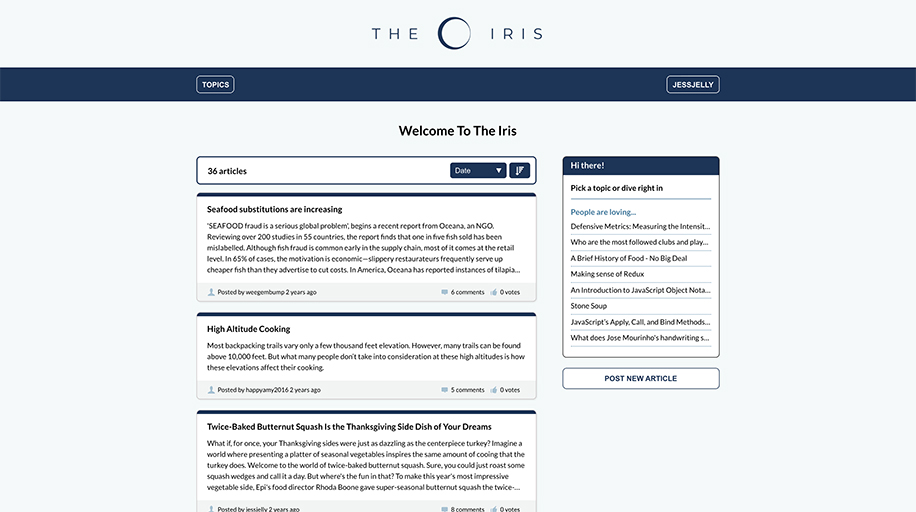 THE IRIS
TOPICS
JESSJELLY
Welcome To The Iris
36 articles
Date
Seafood substitutions are increasing
'SEAFOOD fraud is a serious global problem', begins a recent report from Oceana, an NGO.
Reviewing over 200 studies in 55 countries, the report finds that one in five fish sold has been
mislabelled. Although fish fraud is common early in the supply chain, most of it comes at the retail
level. In 65% of cases, the motivation is economic—slippery restaurateurs frequently serve up
cheaper fish than they advertise to cut costs. In America, Oceana has reported instances of tilapia...
Posted by weegembump 2 years ago
6 comments
0 votes
High Altitude Cooking
Most backpacking trails vary only a few thousand feet elevation. However, many trails can be found
above 10,000 feet. But what many people don't take into consideration at these high altitudes is how
these elevations affect their cooking.
Posted by happyamy2016 2 years ago
5 comments
0 votes
Twice-Baked Butternut Squash Is the Thanksgiving Side Dish of Your Dreams
What if, for once, your Thanksgiving sides were just as dazzling as the centerpiece turkey? Imagine a
world where presenting a platter of seasonal vegetables inspires the same amount of cooing that the
turkey does. Welcome to the world of twice-baked butternut squash. Sure, you could just roast some
squash wedges and call it a day. But where's the fun in that? To make this year's most impressive
vegetable side, Epi's food director Rhoda Boone gave super-seasonal butternut squash the twice-...
Posted by jessjelly 2 years ago
8 comments
0 votes
Hi there!
Pick a topic or dive right in
People are loving...
Defensive Metrics: Measuring the Intensit...
Who are the most followed clubs and play...
A Brief History of Food - No Big Deal
Making sense of Redux
An Introduction to JavaScript Object Nota...
Stone Soup
JavaScript's Apply, Call, and Bind Methods...
What does Jose Mourinho's handwriting s...
POST NEW ARTICLE